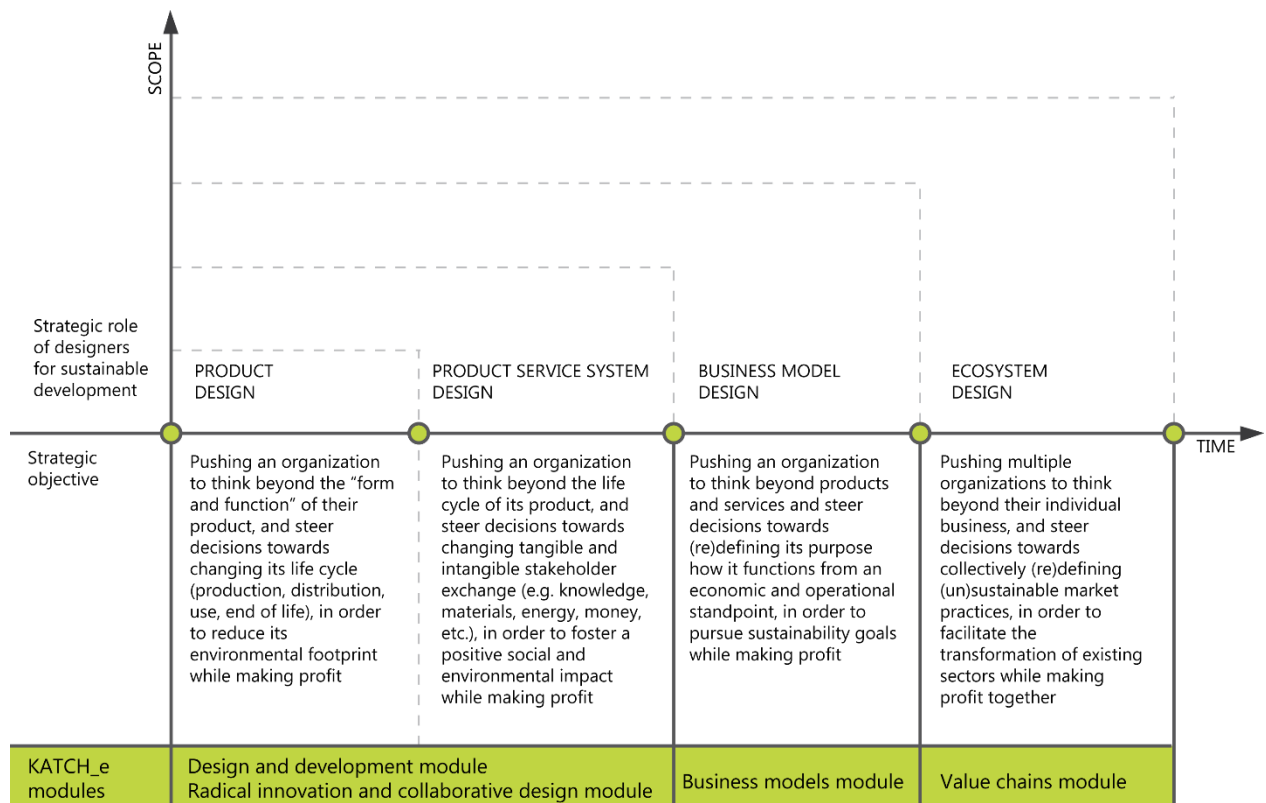 SCOPE
Strategic role
of designers
for sustainable
development
PRODUCT
DESIGN
PRODUCT SERVICE SYSTEM
DESIGN
BUSINESS MODEL
DESIGN
ECOSYSTEM
DESIGN
TIME
Strategic
objective
Pushing an organization
to think beyond the “form
and function” of their
product, and steer
decisions towards
changing its life cycle
(production, distribution,
use, end of life), in order
to reduce its
environmental footprint
while making profit
Pushing an organization
to think beyond the life
cycle of its product, and
steer decisions towards
changing tangible and
intangible stakeholder
exchange (e.g. knowledge,
materials, energy, money,
etc.), in order to foster a
positive social and
environmental impact
while making profit
Pushing an organization
to think beyond products
and services and steer
decisions towards
(re)defining its purpose
how it functions from an
economic and operational
standpoint, in order to
pursue sustainability goals
while making profit
Pushing multiple
organizations to think
beyond their individual
business, and steer
decisions towards
collectively (re)defining
(un)sustainable market
practices, in order to
facilitate the
transformation of existing
sectors while making
profit together
KATCH_e
modules
Design and development module
Radical innovation and collaborative design module
Business models module
Value chains module